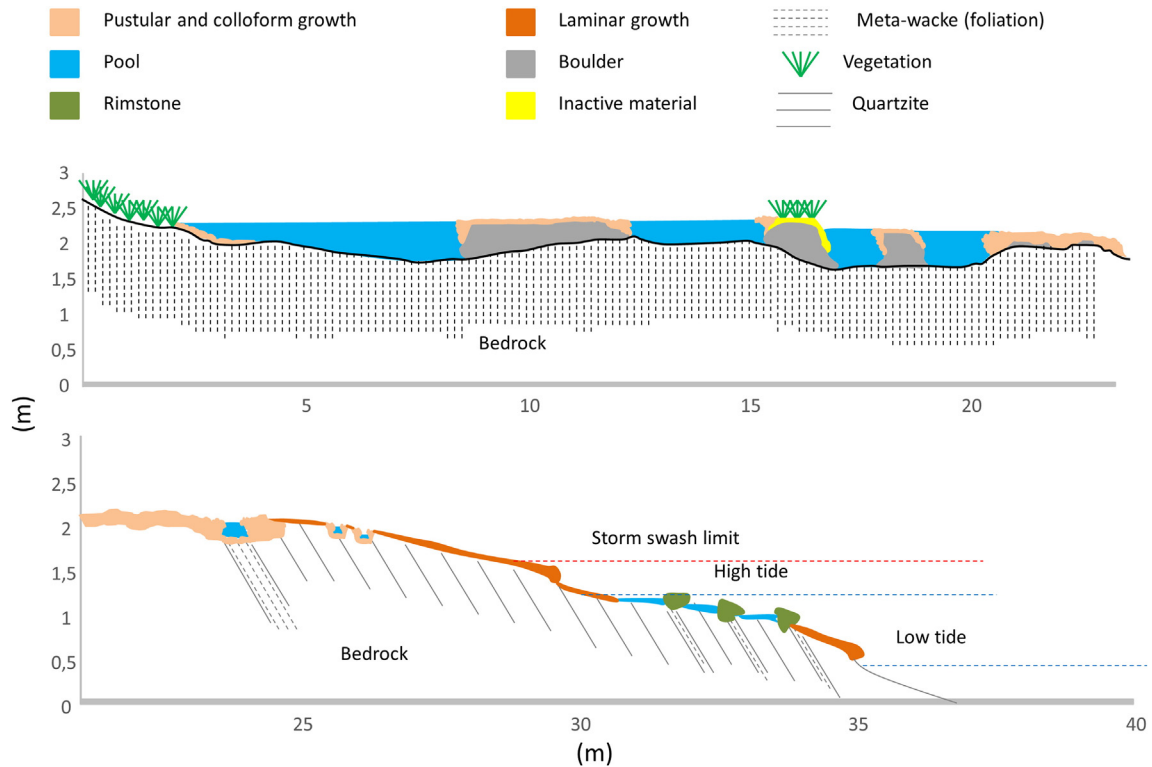 Pustular and colloform growth
Laminar growth
Meta-wacke (foliation)
Pool
Boulder
Vegetation
Rimstone
Inactive material
Quartzite
3
2,5
2
1,5
1
0,5
0
Bedrock
5
10
15
20
(m)
3
2,5
2
1,5
1
0,5
0
Storm swash limit
High tide
Low tide
Bedrock
25
30
35
40
(m)